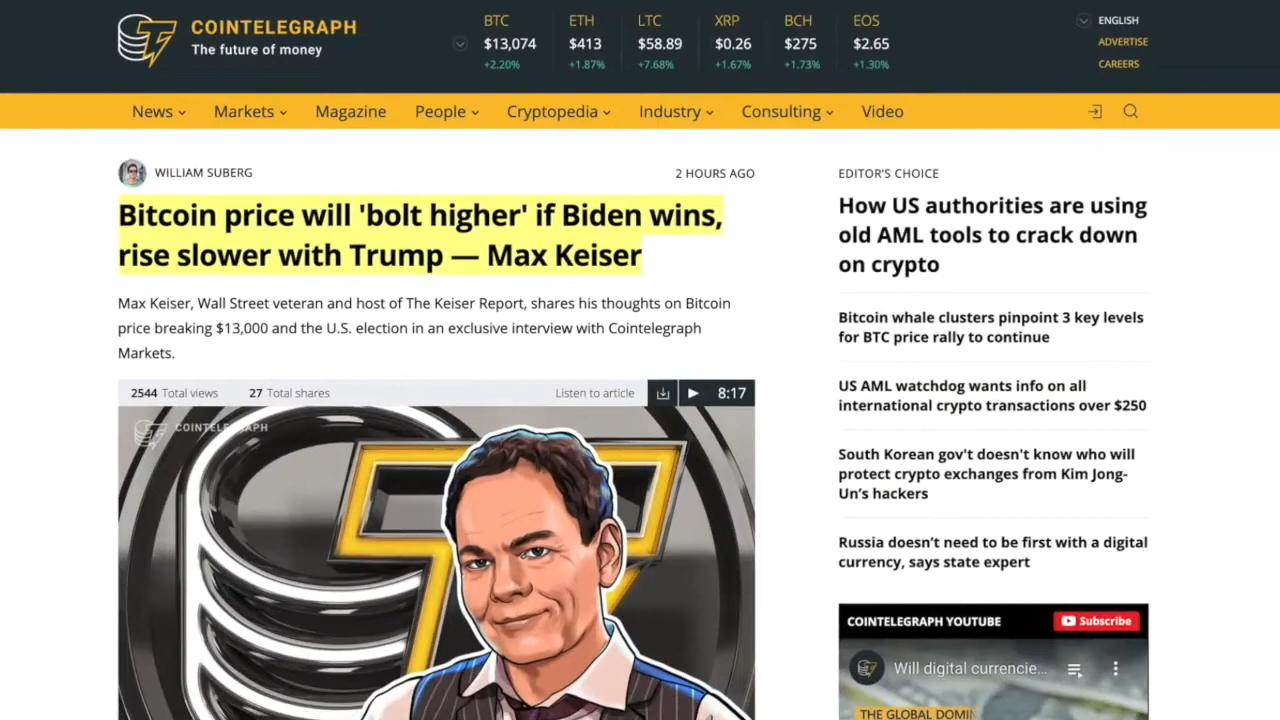 COINTELEGRAPH
The future of money
BTC ETH LTC XRP BCH EOS
$13,074 $413 $58.89 $0.26 $275 $2.65
+2.20% +1.87% +7.68% +1.67% +1.73% +1.30%
ENGLISH
ADVERTISE
CAREERS
News Markets Magazine People Cryptopedia Industry Consulting Video
WILLIAM SUBERG 2 HOURS AGO
Bitcoin price will 'bolt higher' if Biden wins,
rise slower with Trump — Max Keiser
Max Keiser, Wall Street veteran and host of The Keiser Report, shares his thoughts on Bitcoin
price breaking $13,000 and the U.S. election in an exclusive interview with Cointelegraph
Markets.
2544 Total views 27 Total shares Listen to article 8:17
COINTELEGRAPH
EDITOR'S CHOICE
How US authorities are using
old AML tools to crack down
on crypto
Bitcoin whale clusters pinpoint 3 key levels
for BTC price rally to continue
US AML watchdog wants info on all
international crypto transactions over $250
South Korean gov't doesn't know who will
protect crypto exchanges from Kim Jong-
Un’s hackers
Russia doesn’t need to be first with a digital
currency, says state expert
COINTELEGRAPH YOUTUBE Subscribe
Will digital currencie...
THE GLOBAL DOMIN